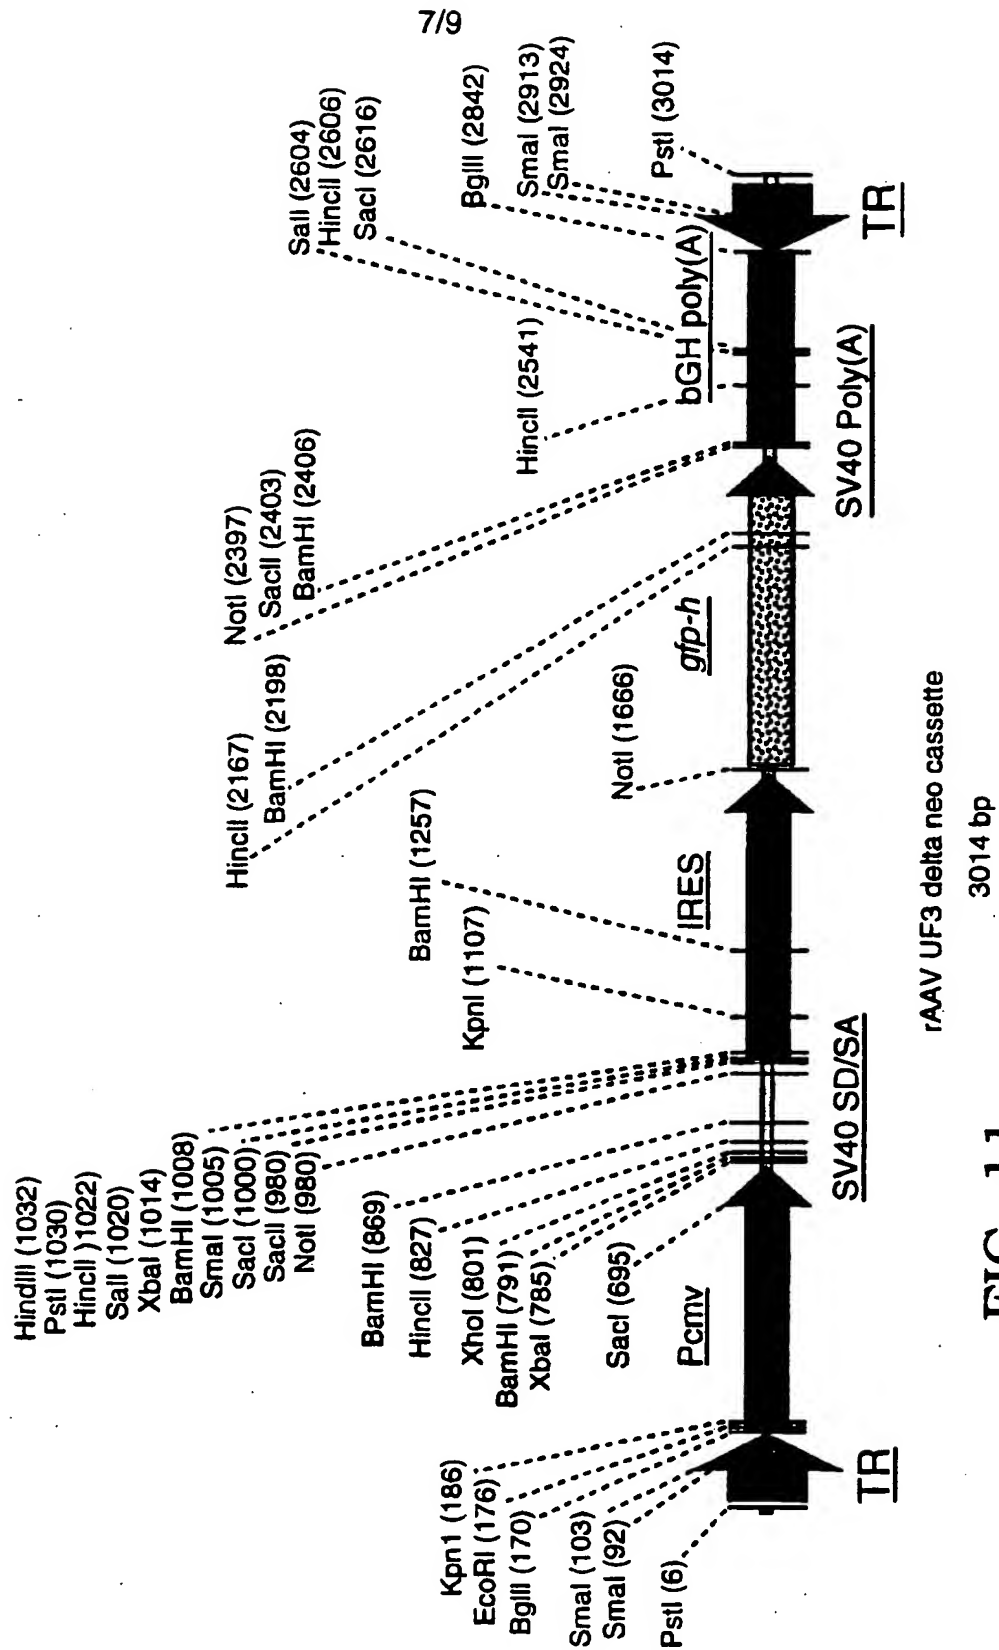 7/9
PstI (6)
SmaI (92)
SmaI (103)
BglII (170)
EcoRI (176)
Kpn1 (186)
TR
Pcmv
SacI (695)
XbaI (785)
BamHI (791)
XhoI (801)
HincII (827)
BamHI (869)
SV40 SD/SA
HindIII (1032)
PstI (1030)
HincII )1022)
SalI (1020)
XbaI (1014)
BamHI (1008)
SmaI (1005)
SacI (1000)
SacII (980)
NotI (980)
KpnI (1107)
BamHI (1257)
IRES
NotI (1666)
gfp-h
HincII (2167)
BamHI (2198)
NotI (2397)
SacII (2403)
BamHI (2406)
SV40 Poly(A)
HincII (2541)
bGH poly(A)
SalI (2604)
HincII (2606)
SacI (2616)
BglII (2842)
SmaI (2913)
SmaI (2924)
PstI (3014)
TR
rAAV UF3 delta neo cassette
3014 bp
FIG. 11